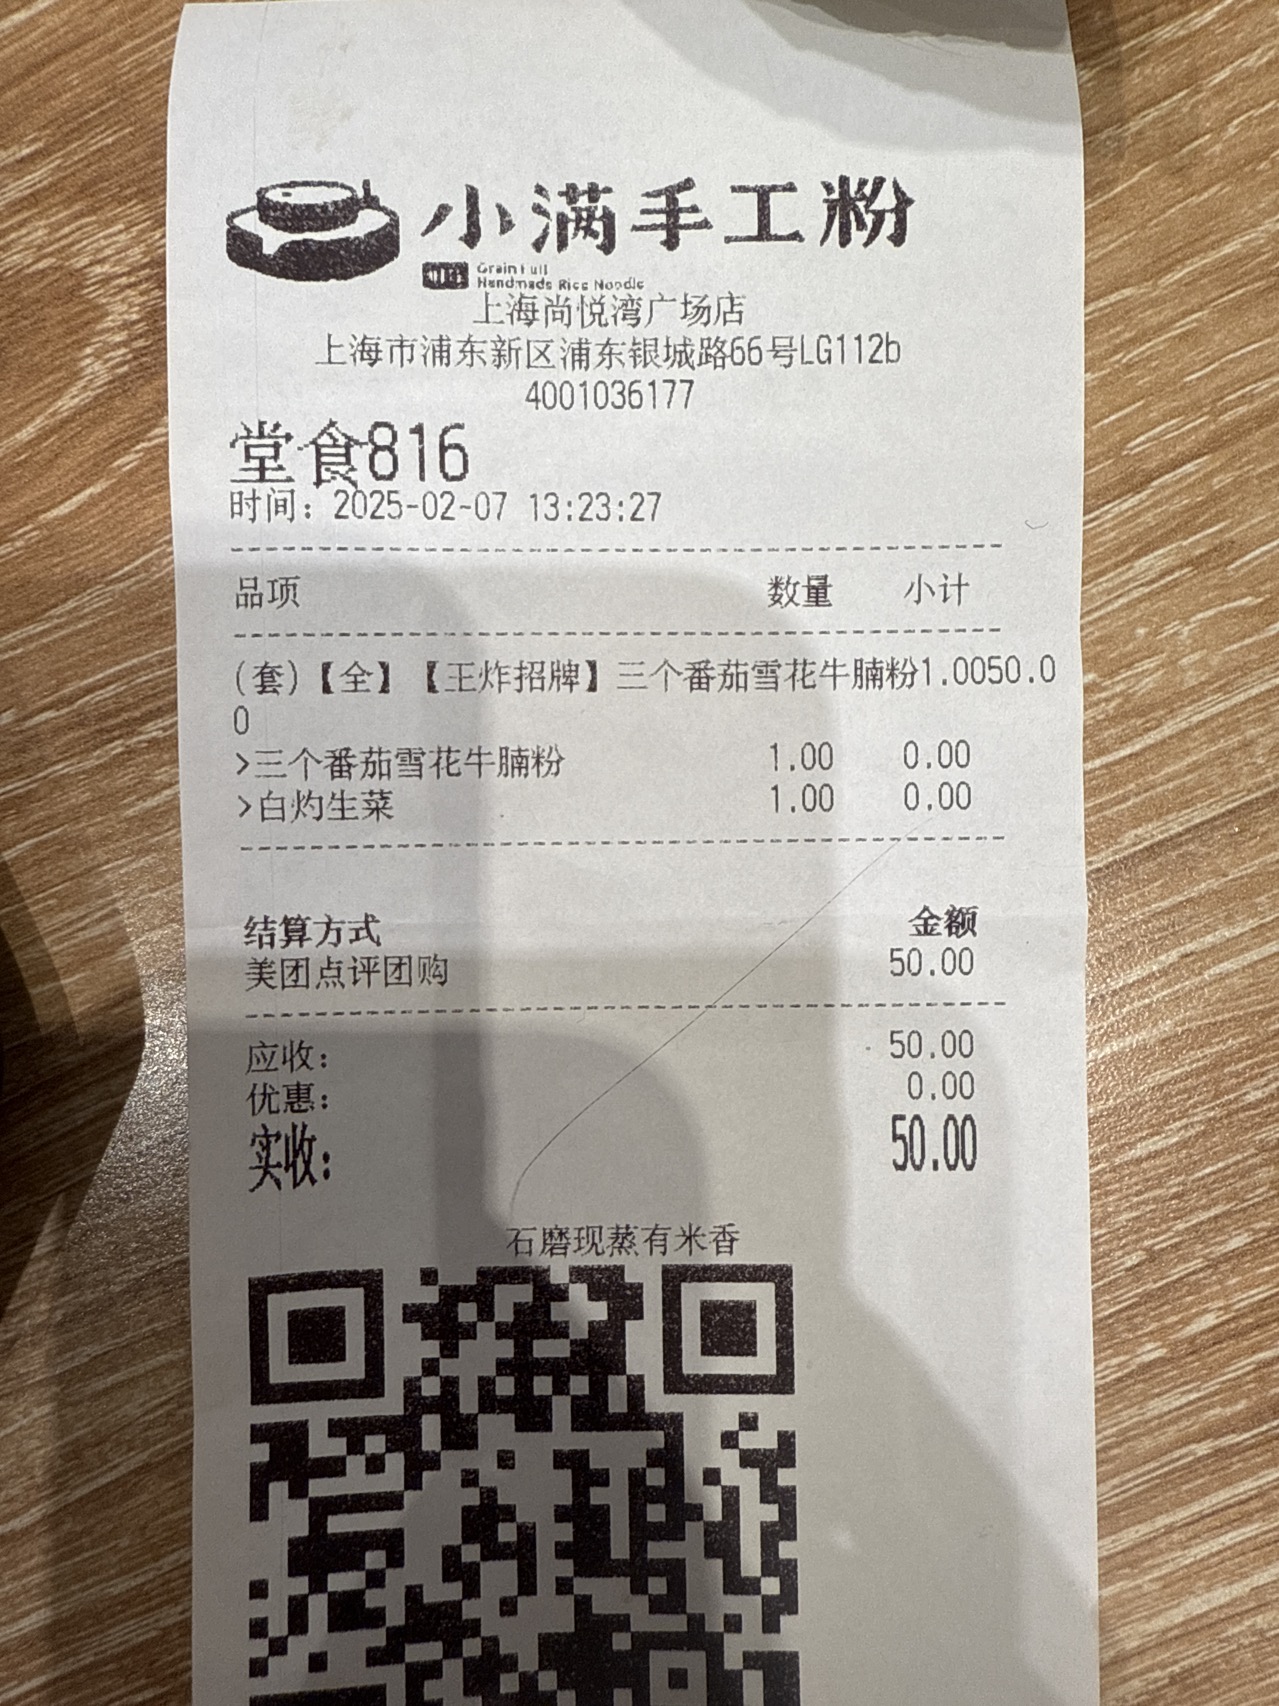 小满手工粉
Grain Full
Handmade Rice Noodle
上海尚悦湾广场店
上海市浦东新区浦东银城路66号LG112b
4001036177
堂食816
时间：2025-02-07 13:23:27
品项 数量 小计
(套)【全】【王炸招牌】三个番茄雪花牛腩粉1.0050.0
0
>三个番茄雪花牛腩粉 1.00 0.00
>白灼生菜 1.00 0.00
结算方式 金额
美团点评团购 50.00
应收： 50.00
优惠： 0.00
实收： 50.00
石磨现蒸有米香